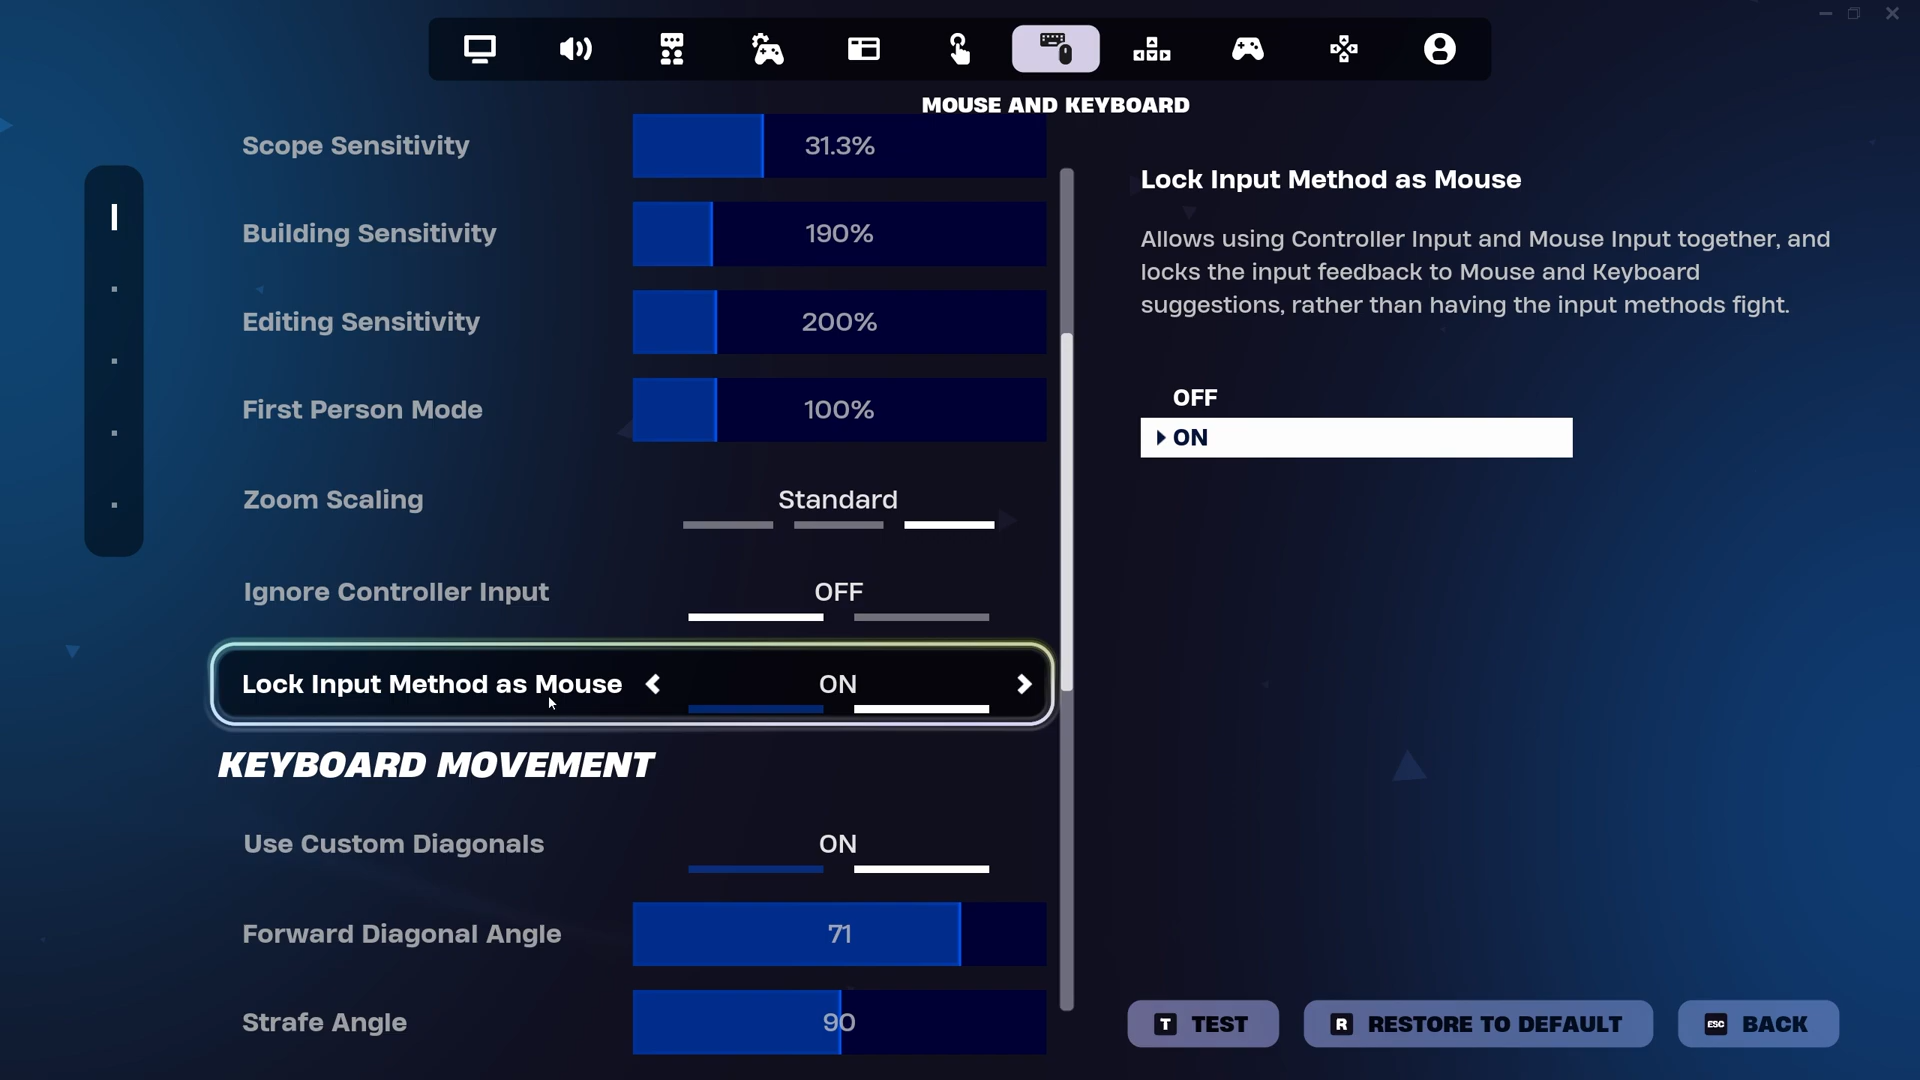 MOUSE AND KEYBOARD
Scope Sensitivity
31.3%
Building Sensitivity
190%
Editing Sensitivity
200%
First Person Mode
100%
Zoom Scaling
Standard
Ignore Controller Input
OFF
Lock Input Method as Mouse
ON
KEYBOARD MOVEMENT
Use Custom Diagonals
ON
Forward Diagonal Angle
71
Strafe Angle
90
Lock Input Method as Mouse
Allows using Controller Input and Mouse Input together, and
locks the input feedback to Mouse and Keyboard
suggestions, rather than having the input methods fight.
OFF
ON
T TEST
R RESTORE TO DEFAULT
ESC BACK